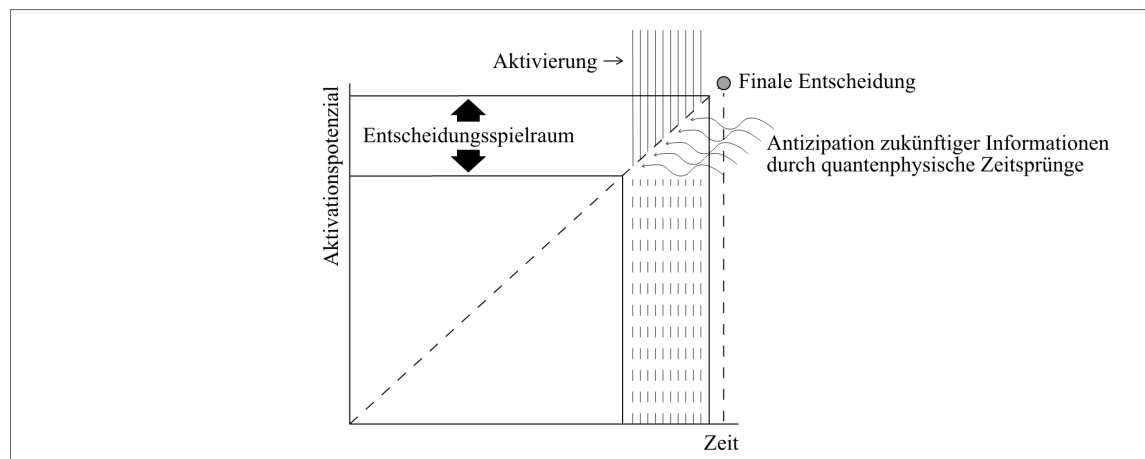 Aktivierung
Finale Entscheidung
Aktivationspotenzial
Entscheidungsspielraum
Antizipation zukünftiger Informationen
durch quantenphysische Zeitsprünge
Zeit